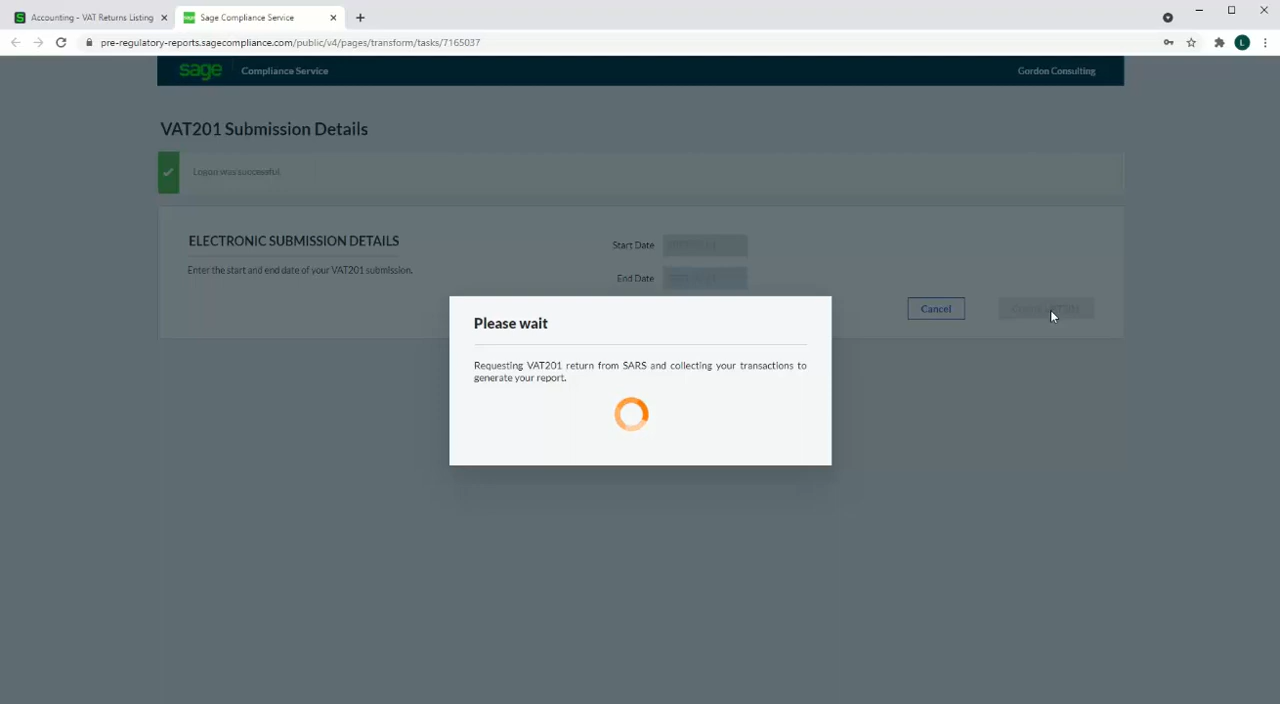 Accounting - VAT Returns Listing
Sage Compliance Service
pre-regulatory-reports.sagecompliance.com/public/v4/pages/transform/tasks/7165037
L
sage Compliance Service
Gordon Consulting
VAT201 Submission Details
Logon was successful
ELECTRONIC SUBMISSION DETAILS
Enter the start and end date of your VAT201 submission.
Start Date
End Date
Cancel
Please wait
Requesting VAT201 return from SARS and collecting your transactions to
generate your report.